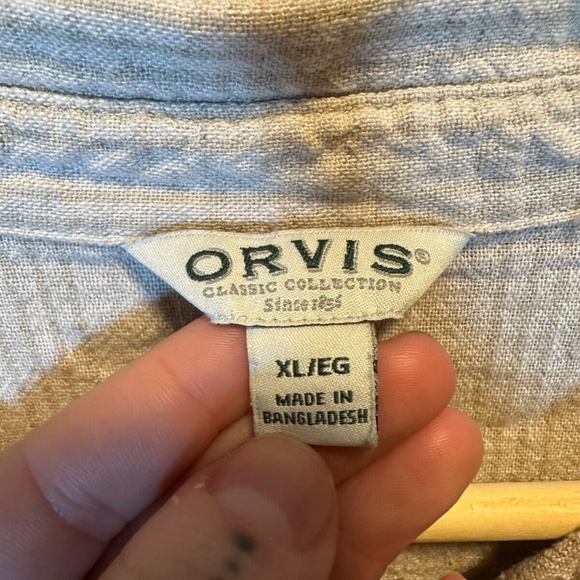 ORVIS®
CLASSIC COLLECTION
Since 1856
XL/EG
MADE IN
BANGLADESH